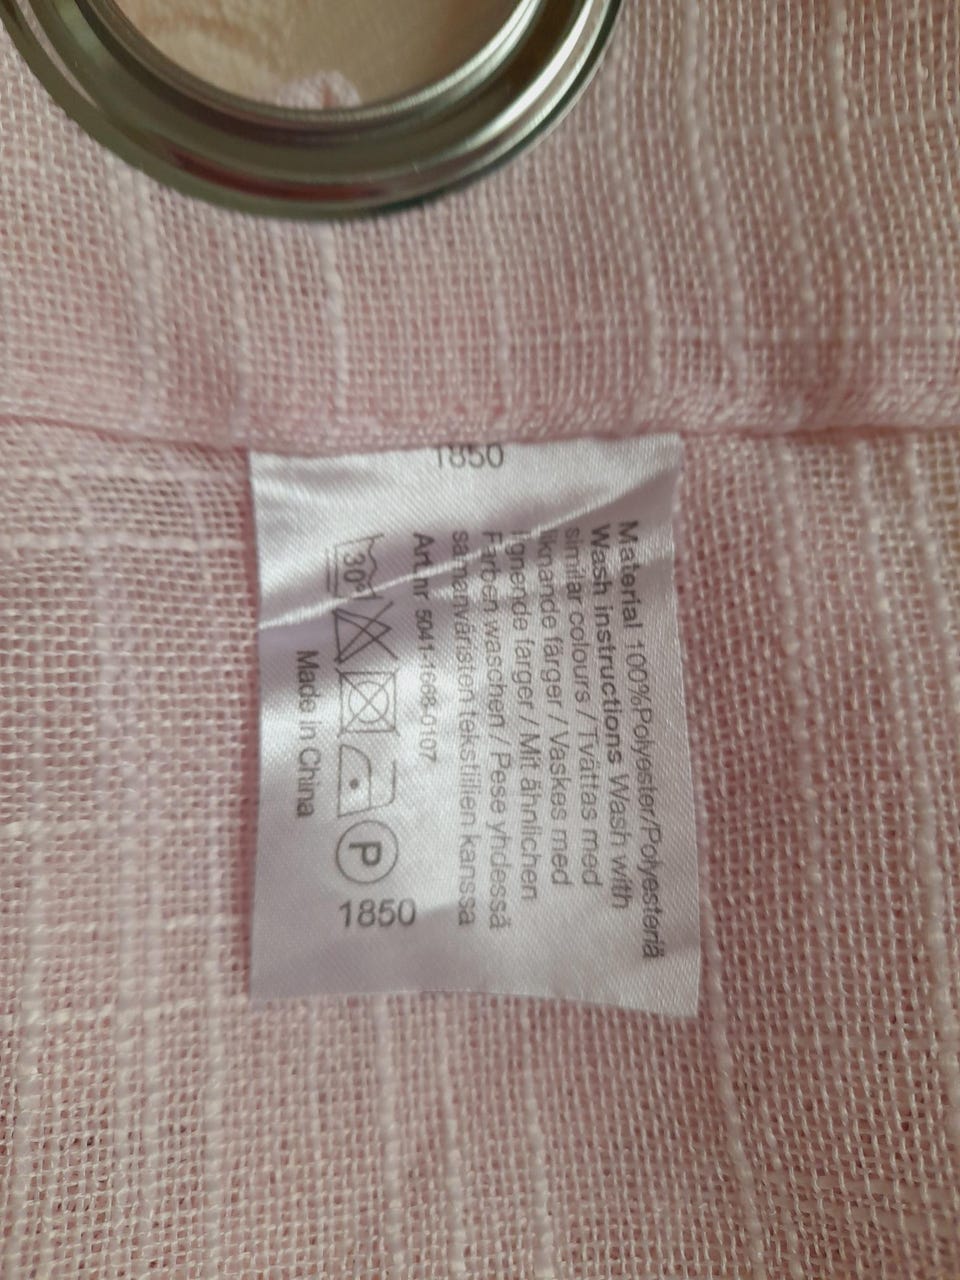 1850
Material 100%Polyester/Polyesteriä
Wash instructions Wash with
similar colours / Tvättas med
liknande färger / Vaskes med
lignende farger / Mit ähnlichen
Farben waschen / Pese yhdessä
samanväristen tekstiilien kanssa
Art.nr 5041-1668-0107
30°
P
Made in China
1850